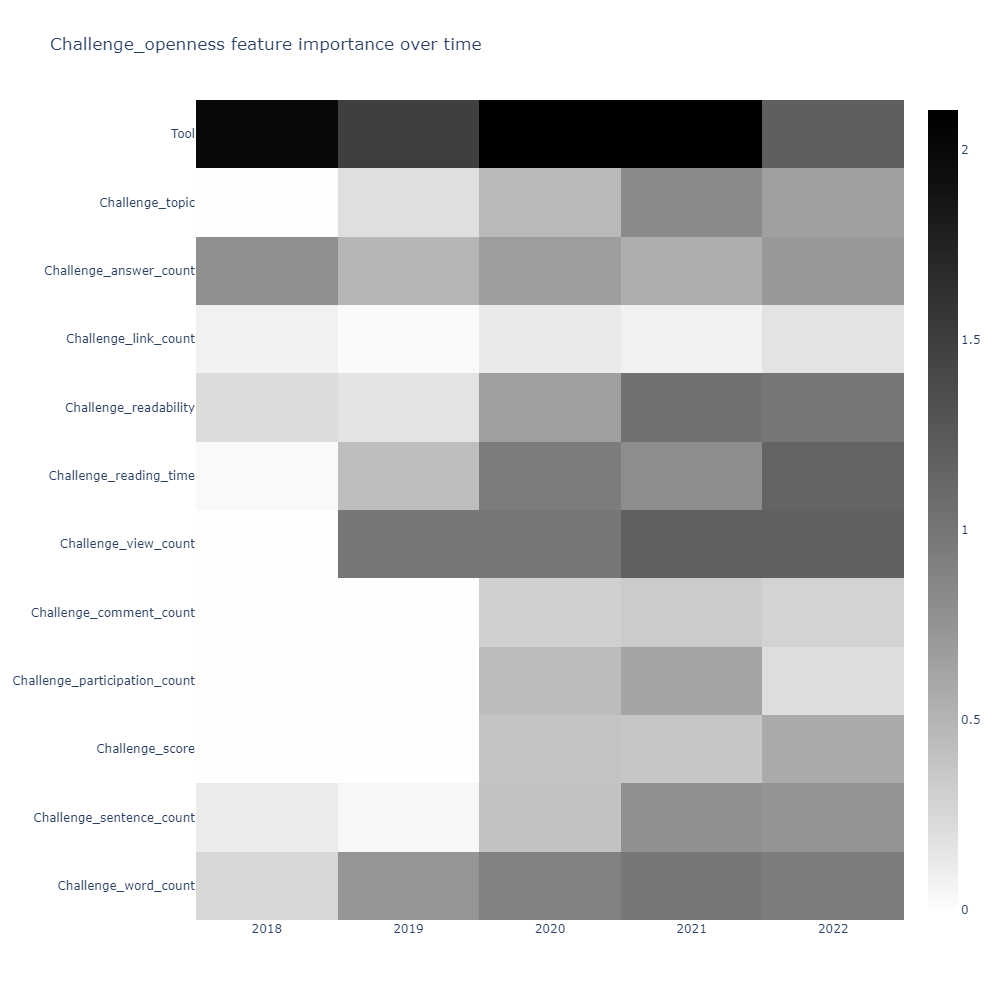 Challenge_openness feature importance over time
Tool
Challenge_topic
Challenge_answer_count
Challenge_link_count
Challenge_readability
Challenge_reading_time
Challenge_view_count
Challenge_comment_count
Challenge_participation_count
Challenge_score
Challenge_sentence_count
Challenge_word_count
2018 2019 2020 2021 2022
2
1.5
1
0.5
0